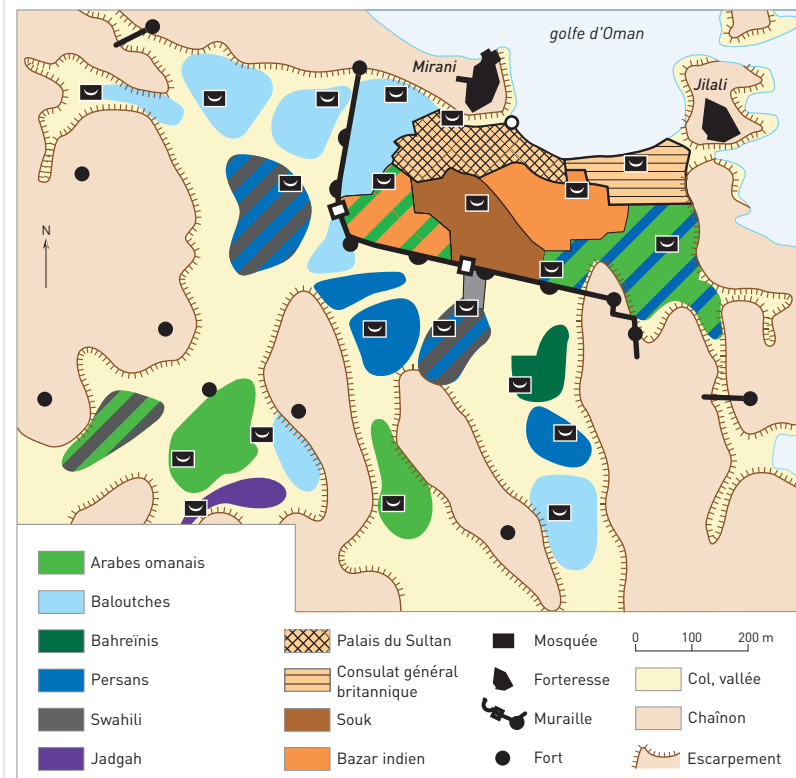 golfe d'Oman
Mirani
Jilali
N
Arabes omanais
Baloutches
Bahreïnis
Persans
Swahili
Jadgah
Palais du Sultan
Consulat général
britannique
Souk
Bazar indien
Mosquée
Forteresse
Muraille
Fort
0 100 200 m
Col, vallée
Chaînon
Escarpement